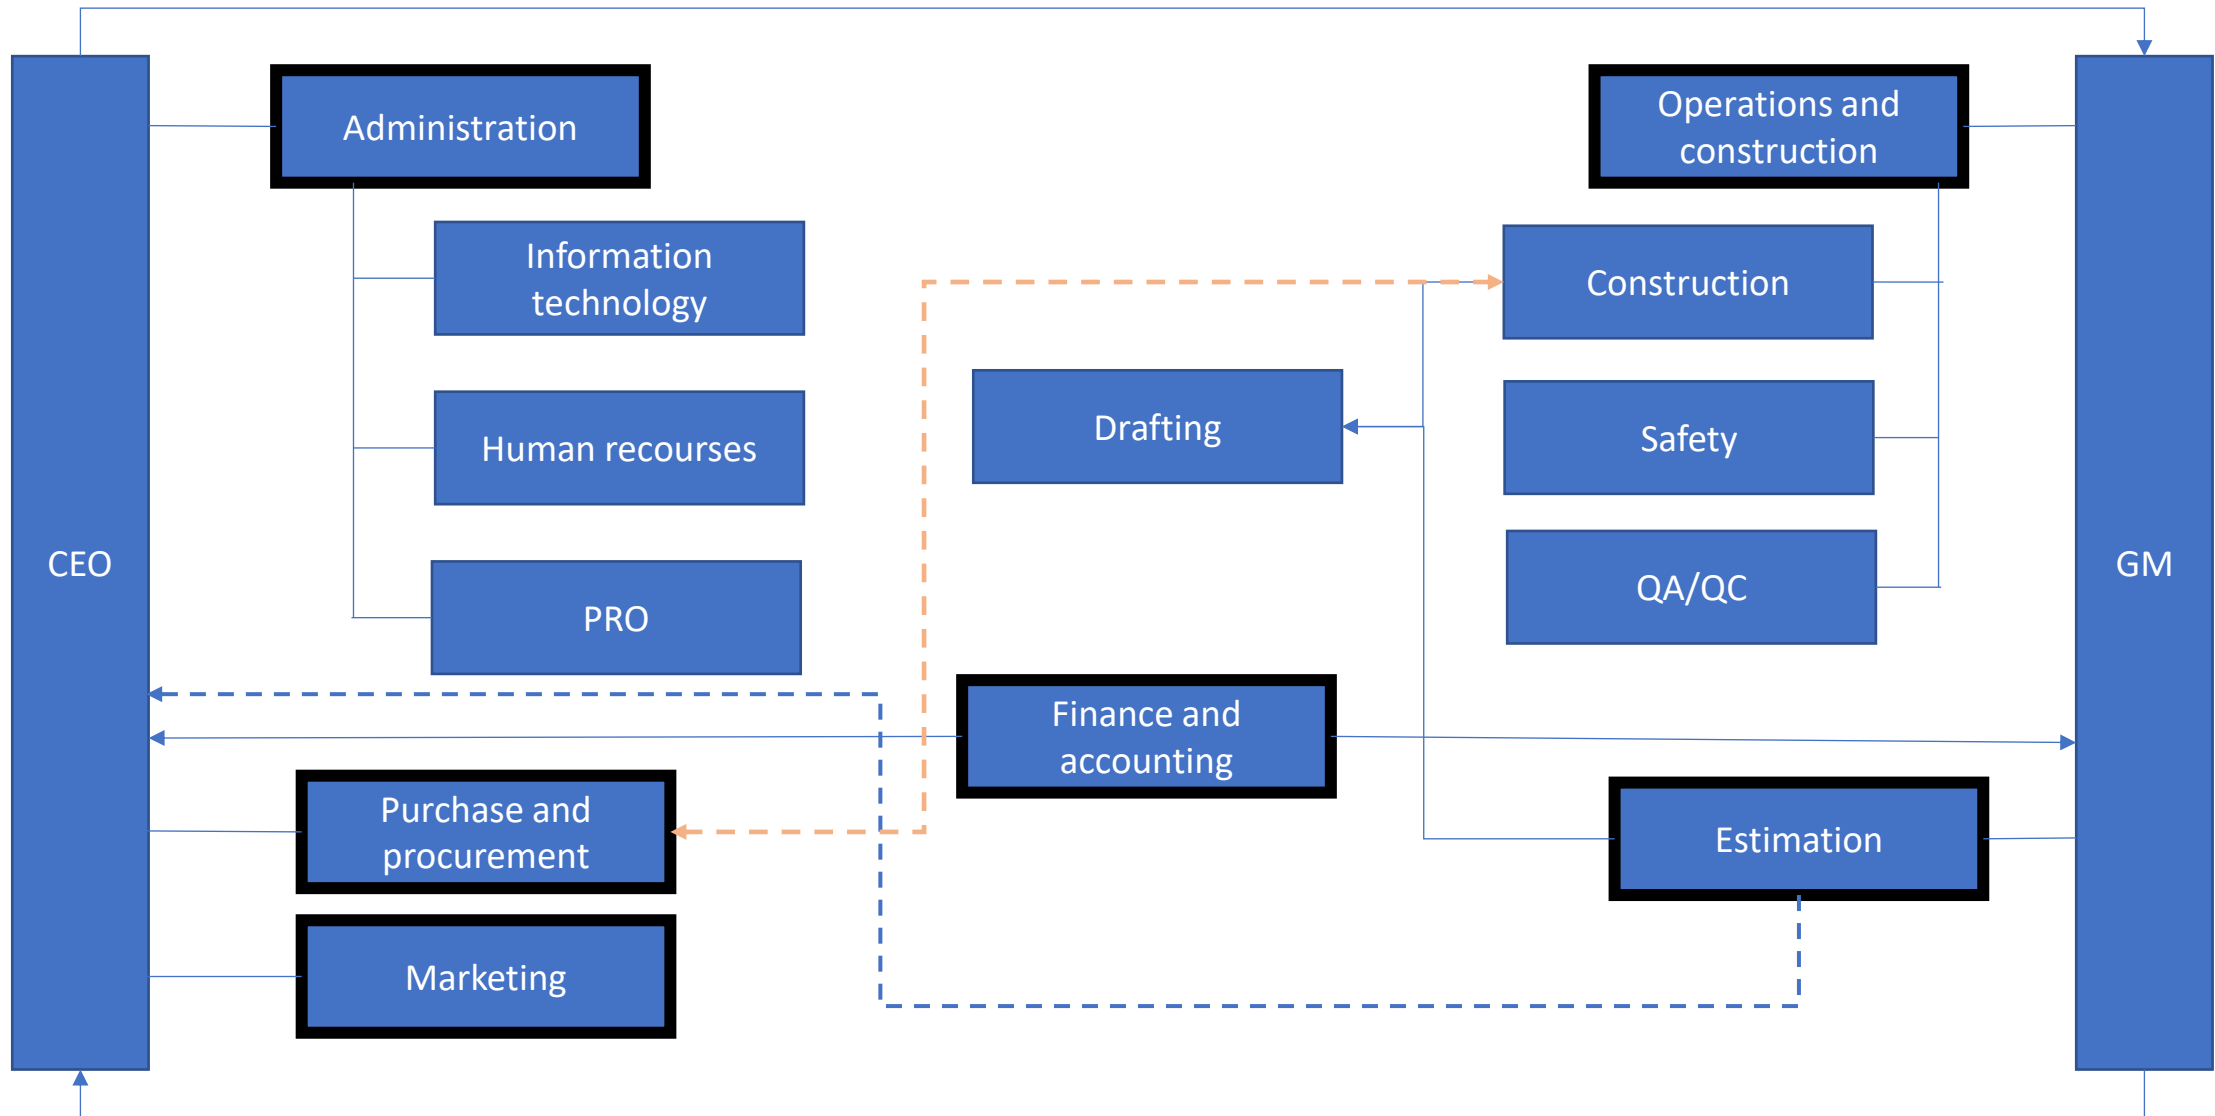 CEO
Administration
Information
technology
Human recourses
PRO
Purchase and
procurement
Marketing
Drafting
Finance and
accounting
Operations and
construction
Construction
Safety
QA/QC
Estimation
GM